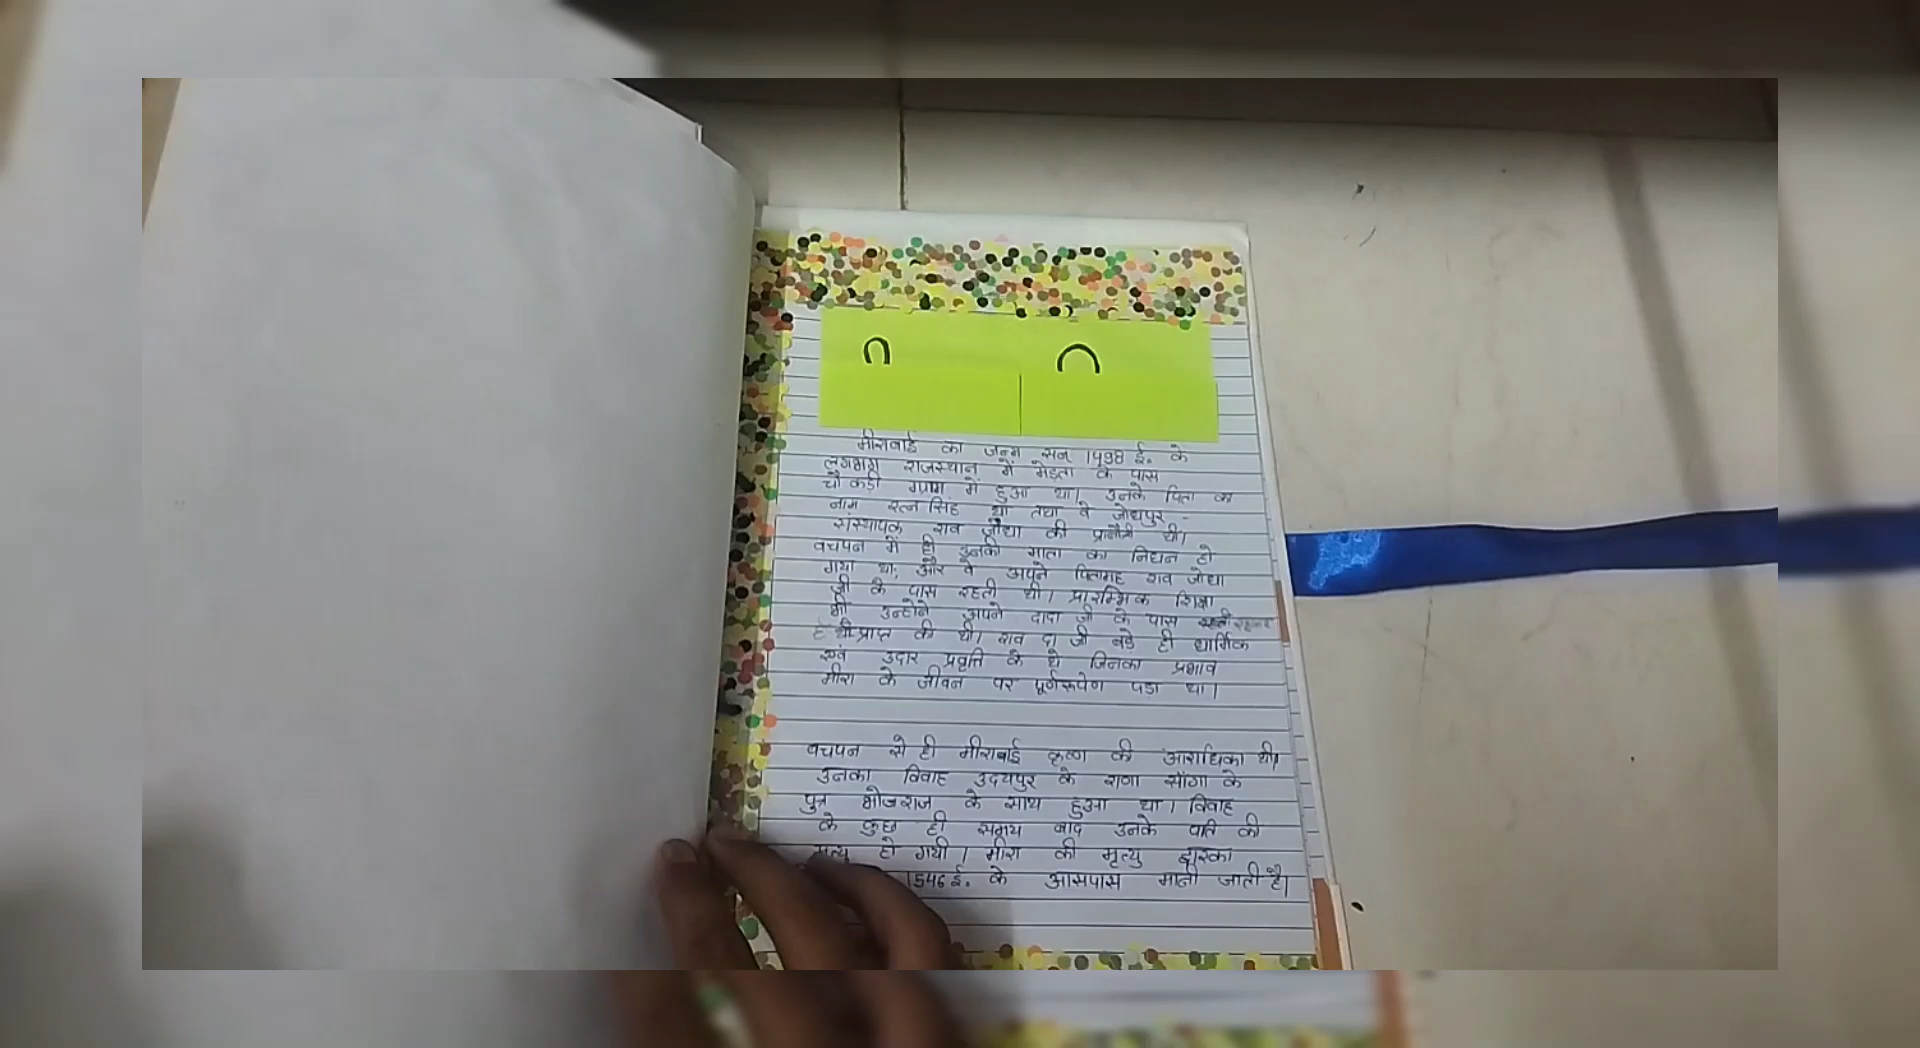 मीराबाई का जन्म सन् 1498 ई. के
लगभग राजस्थान में मेड़ता के पास
चौकड़ी ग्राम में हुआ था। उनके पिता का
नाम रत्न सिंह था तथा वे जोधपुर -
संस्थापक राव जोधा की प्रपौत्री थी।
बचपन में ही उनकी माता का निधन हो
गया था; और वे अपने पितामह राव जोधा
जी के पास रहती थी। प्रारम्भिक शिक्षा
भी उन्होंने अपने दादा जी के पास
प्राप्त की थी। राव दा जी बड़े ही धार्मिक
एवं उदार प्रवृत्ति के थे जिनका प्रभाव
मीरा के जीवन पर पूर्णरूपेण पड़ा था।
बचपन से ही मीराबाई कृष्ण की आराधिका थी।
उनका विवाह उदयपुर के राणा साँगा के
पुत्र भोजराज के साथ हुआ था। विवाह
के कुछ ही समय बाद उनके पति की
मृत्यु हो गयी। मीरा की मृत्यु द्वारका
1546 ई. के आसपास मानी जाती है।